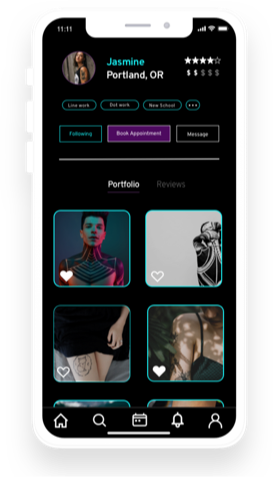 11:11
Jasmine
Portland, OR
$ $ $ $ $
Line work
Dot work
New School
Following
Book Appointment
Message
Portfolio
Reviews